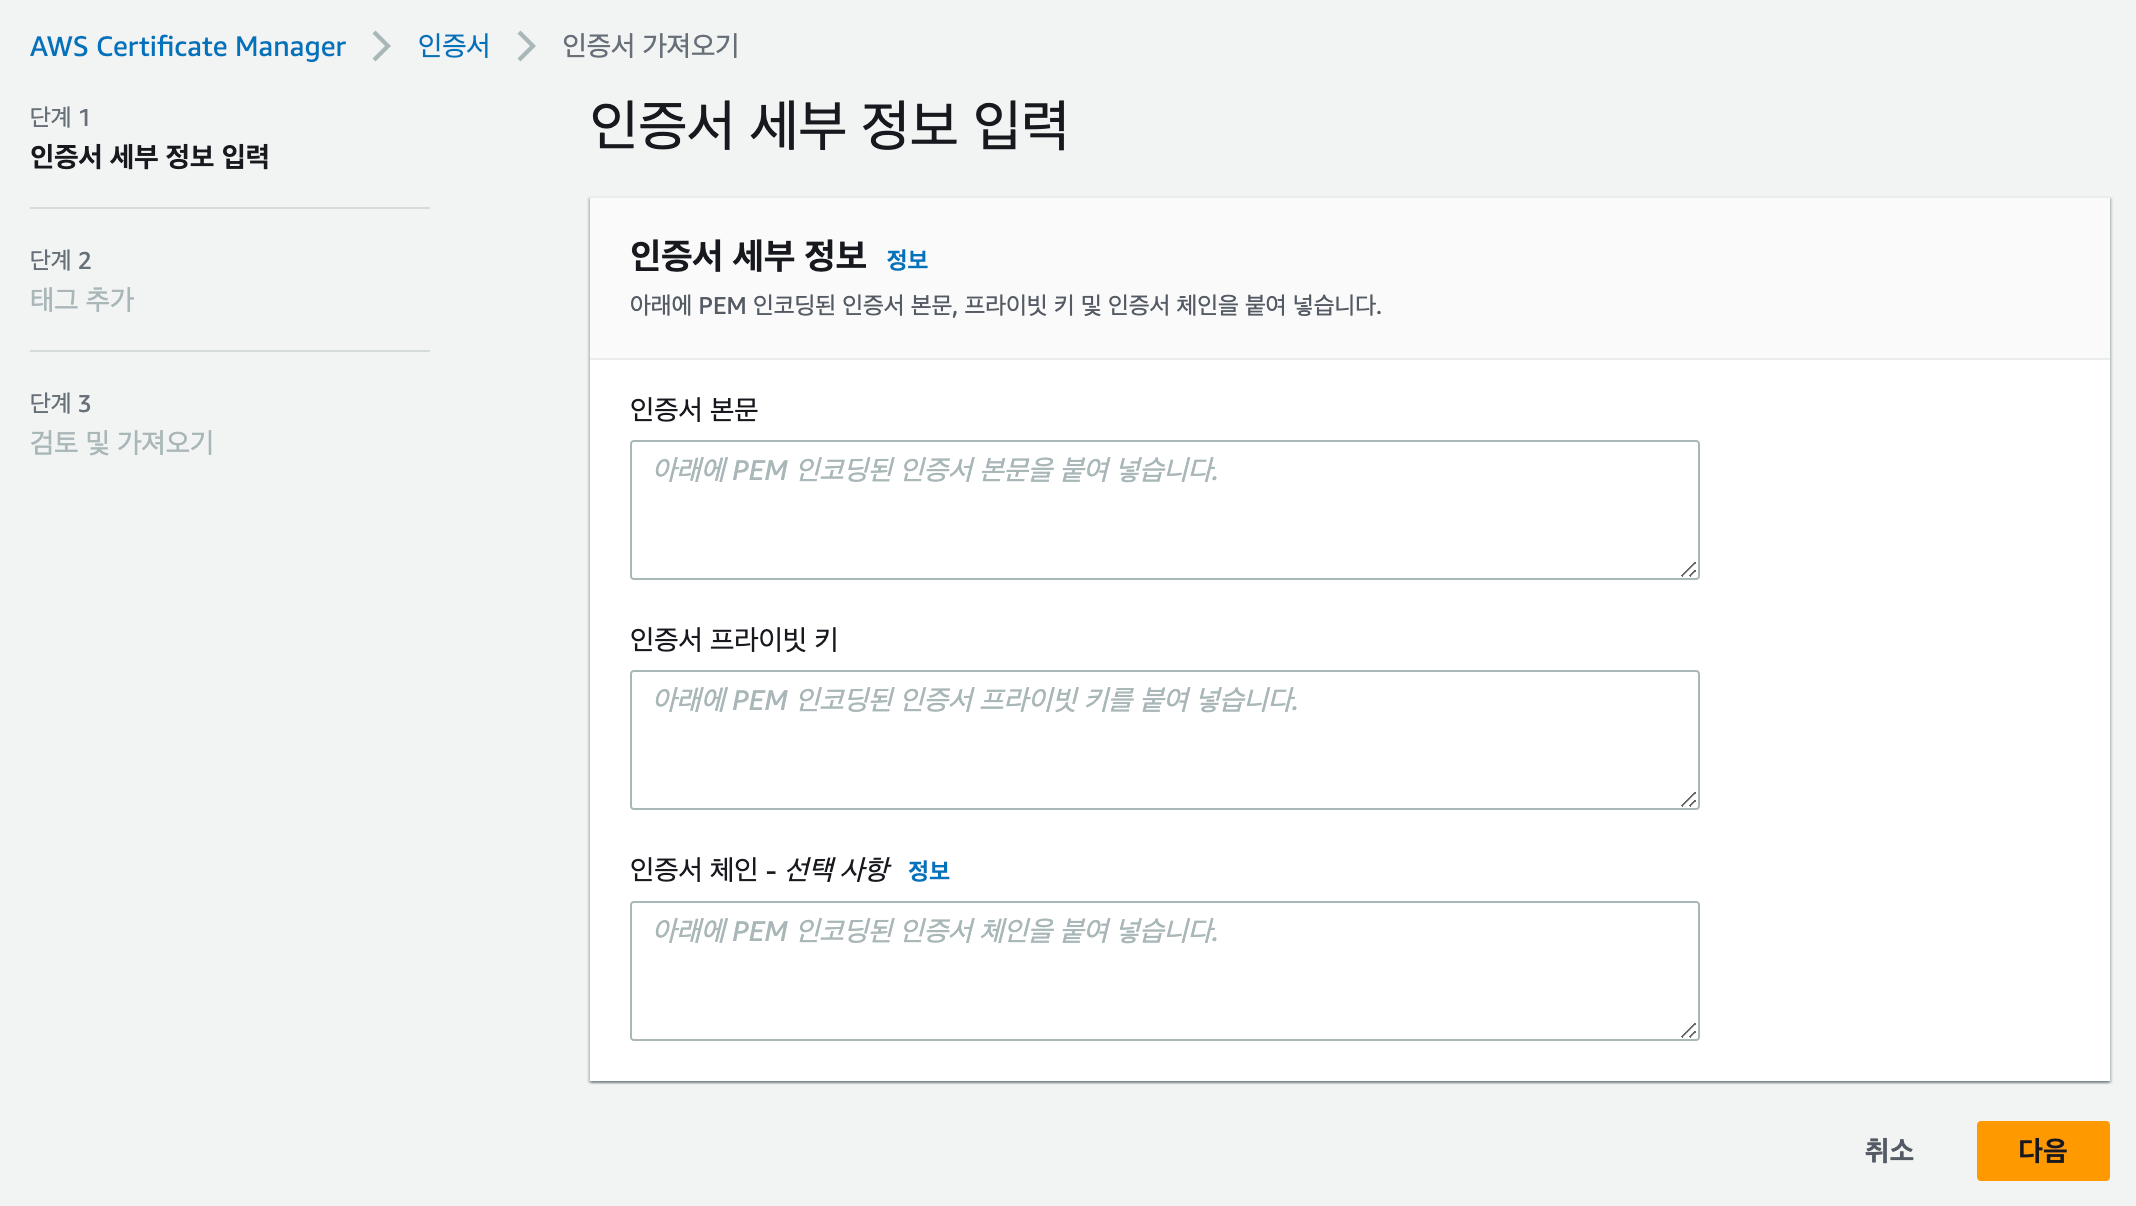 AWS Certificate Manager > 인증서 > 인증서 가져오기
단계 1
인증서 세부 정보 입력
단계 2
태그 추가
단계 3
검토 및 가져오기
인증서 세부 정보 입력
인증서 세부 정보 정보
아래에 PEM 인코딩된 인증서 본문, 프라이빗 키 및 인증서 체인을 붙여 넣습니다.
인증서 본문
아래에 PEM 인코딩된 인증서 본문을 붙여 넣습니다.
인증서 프라이빗 키
아래에 PEM 인코딩된 인증서 프라이빗 키를 붙여 넣습니다.
인증서 체인 - 선택 사항 정보
아래에 PEM 인코딩된 인증서 체인을 붙여 넣습니다.
취소 다음